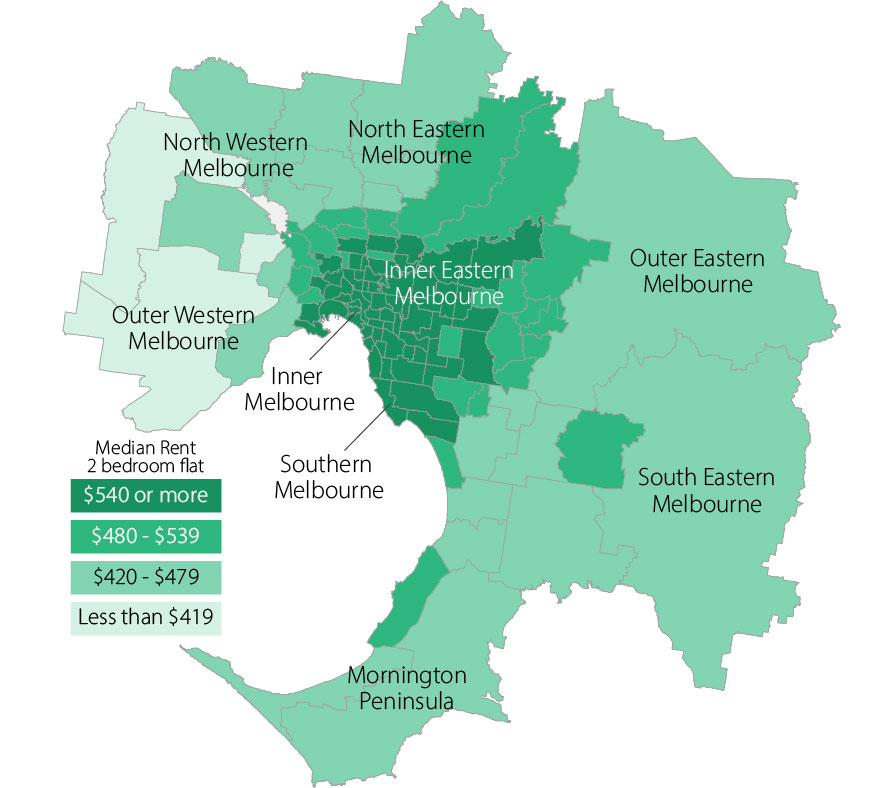 North Western
Melbourne
North Eastern
Melbourne
Inner Eastern
Melbourne
Outer Eastern
Melbourne
Outer Western
Melbourne
Inner
Melbourne
Southern
Melbourne
South Eastern
Melbourne
Mornington
Peninsula
Median Rent
2 bedroom flat
$540 or more
$480 - $539
$420 - $479
Less than $419